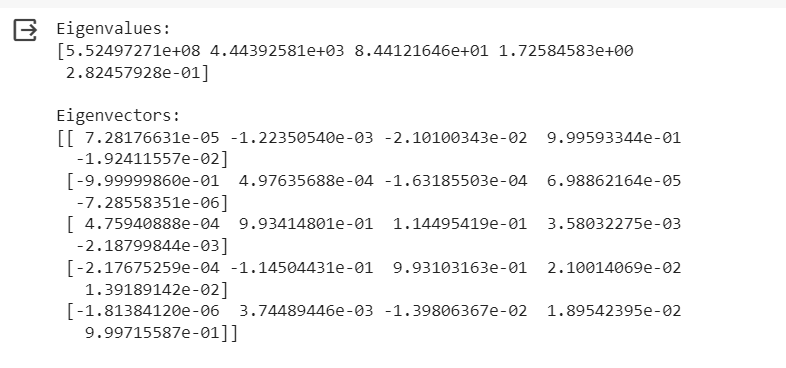 Eigenvalues:
[5.52497271e+08 4.44392581e+03 8.44121646e+01 1.72584583e+00
2.82457928e-01]
Eigenvectors:
[[ 7.28176631e-05 -1.22350540e-03 -2.10100343e-02 9.99593344e-01
-1.92411557e-02]
[-9.99999860e-01 4.97635688e-04 -1.63185503e-04 6.98862164e-05
-7.28558351e-06]
[ 4.75940888e-04 9.93414801e-01 1.14495419e-01 3.58032275e-03
-2.18799844e-03]
[-2.17675259e-04 -1.14504431e-01 9.93103163e-01 2.10014069e-02
1.39189142e-02]
[-1.81384120e-06 3.74489446e-03 -1.39806367e-02 1.89542395e-02
9.99715587e-01]]